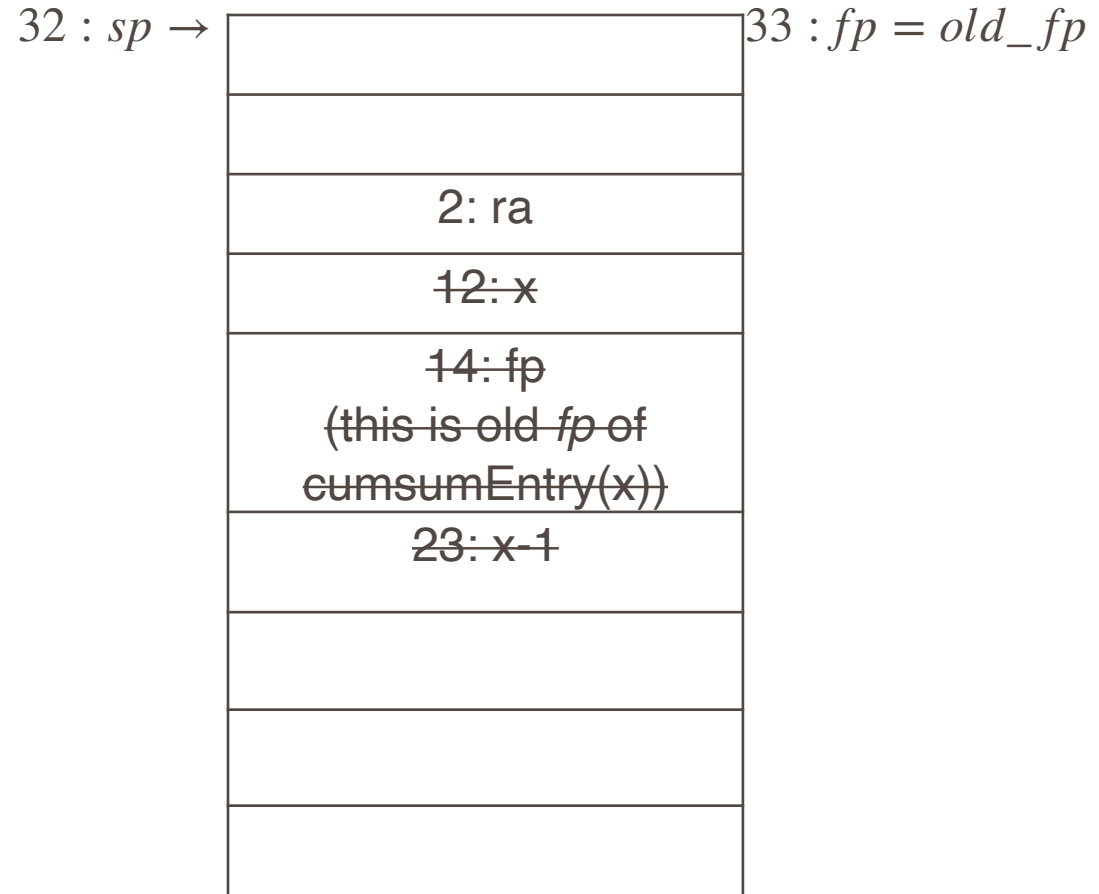 32 : sp →
33 : fp = old_fp
2: ra
12: x
14: fp
(this is old fp of
cumsumEntry(x))
23: x-1